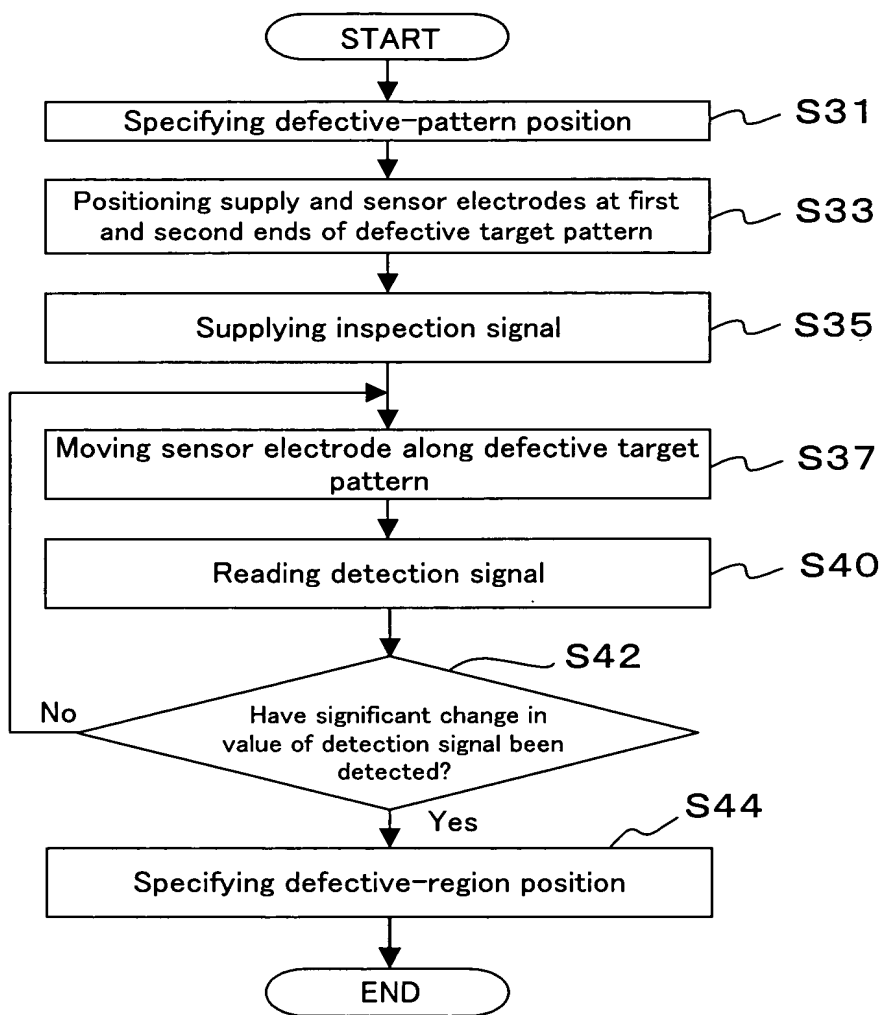 START
Specifying defective-pattern position
S31
Positioning supply and sensor electrodes at first
and second ends of defective target pattern
S33
Supplying inspection signal
S35
Moving sensor electrode along defective target
pattern
S37
Reading detection signal
S40
S42
No
Have significant change in
value of detection signal been
detected?
Yes
S44
Specifying defective-region position
END